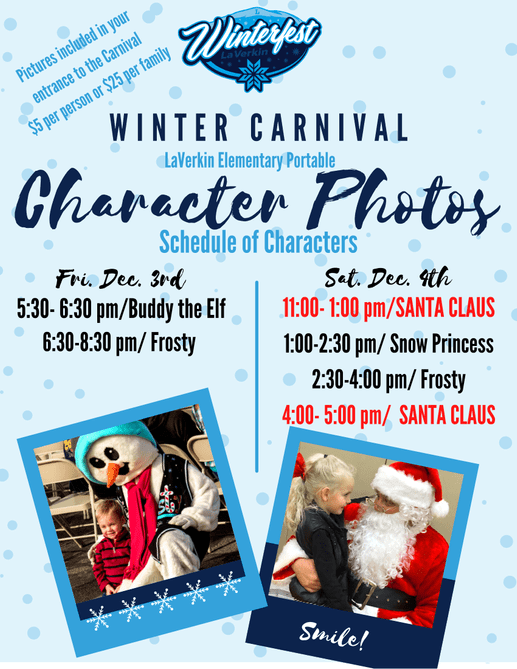 Pictures included in your
entrance to the Carnival
$5 per person or $25 per family
Winterfest
LaVerkin
WINTER CARNIVAL
LaVerkin Elementary Portable
Character Photos
Schedule of Characters
Fri. Dec. 3rd
5:30- 6:30 pm/Buddy the Elf
6:30-8:30 pm/ Frosty
Sat. Dec. 4th
11:00- 1:00 pm/SANTA CLAUS
1:00-2:30 pm/ Snow Princess
2:30-4:00 pm/ Frosty
4:00- 5:00 pm/ SANTA CLAUS
Smile!